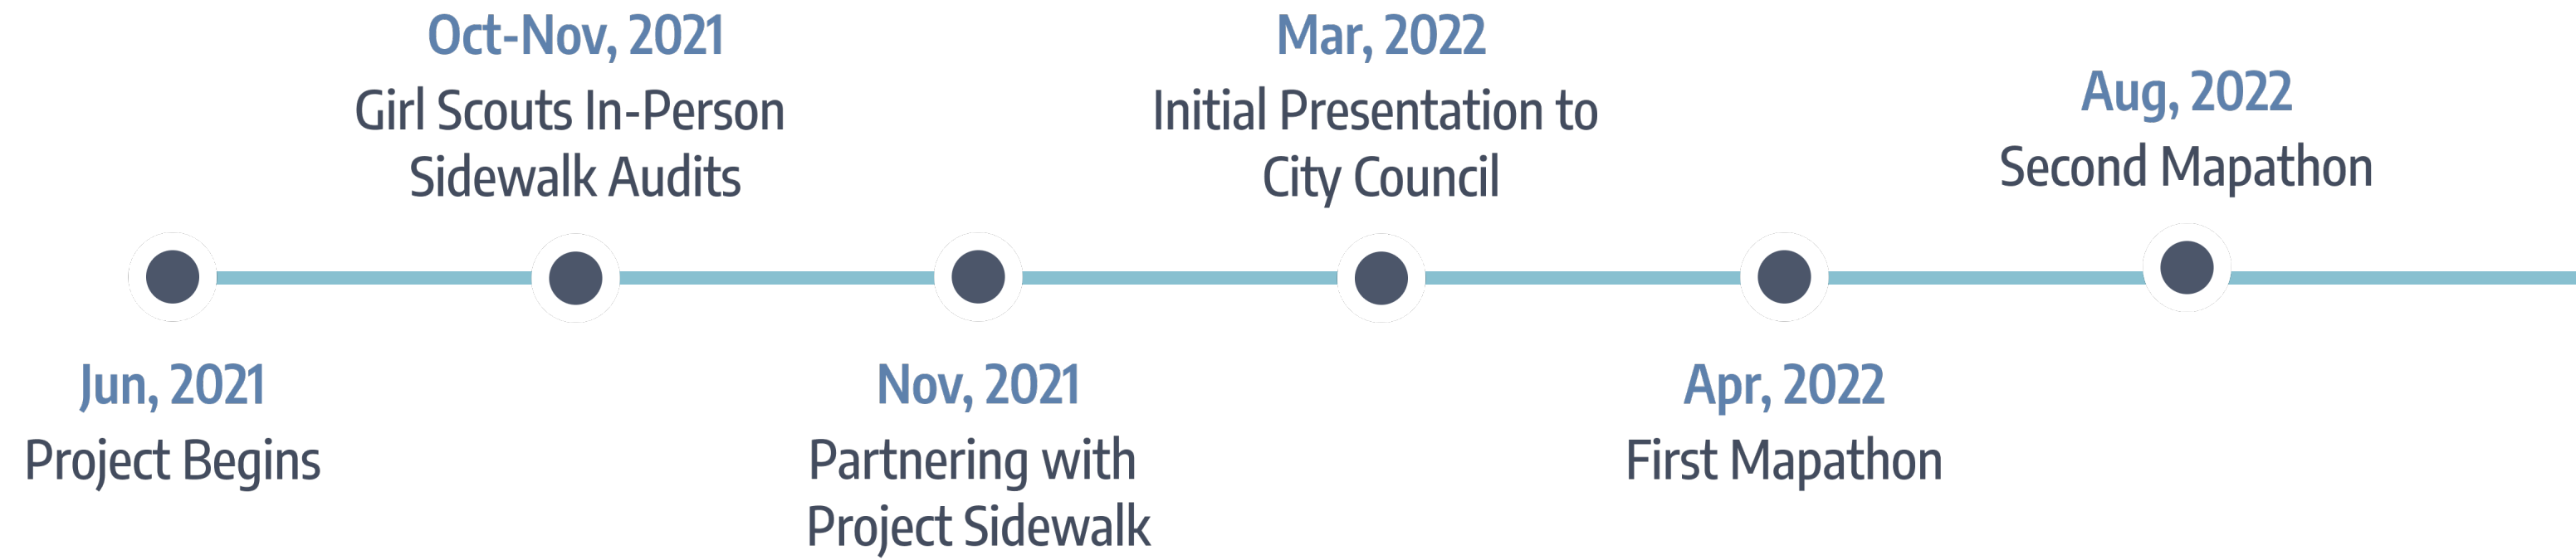 Jun, 2021
Project Begins
Oct-Nov, 2021
Girl Scouts In-Person
Sidewalk Audits
Nov, 2021
Partnering with
Project Sidewalk
Mar, 2022
Initial Presentation to
City Council
Apr, 2022
First Mapathon
Aug, 2022
Second Mapathon